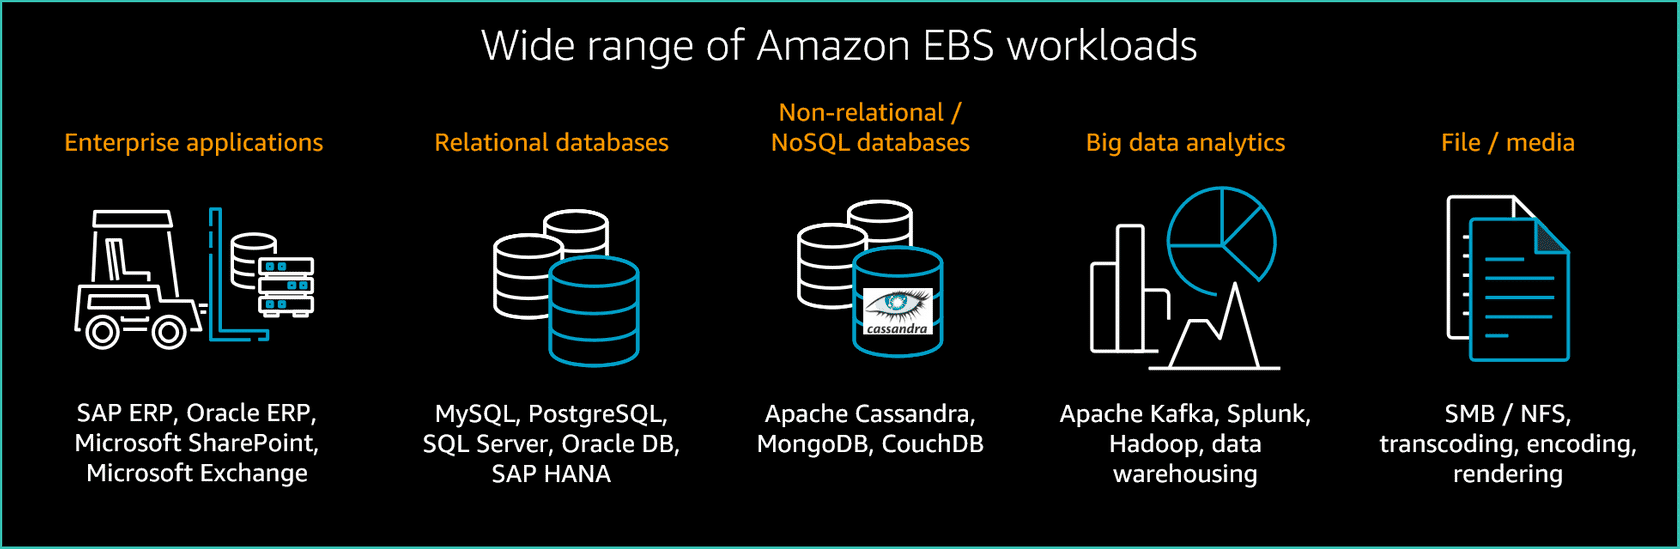 Wide range of Amazon EBS workloads
Enterprise applications
Relational databases
Non-relational /
NoSQL databases
Big data analytics
File / media
cassandra
SAP ERP, Oracle ERP,
Microsoft SharePoint,
Microsoft Exchange
MySQL, PostgreSQL,
SQL Server, Oracle DB,
SAP HANA
Apache Cassandra,
MongoDB, CouchDB
Apache Kafka, Splunk,
Hadoop, data
warehousing
SMB / NFS,
transcoding, encoding,
rendering